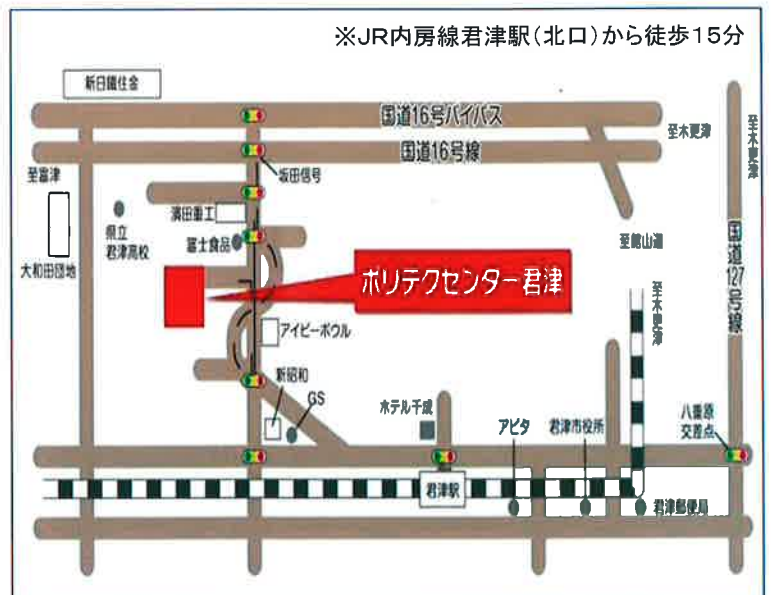 ※JR内房線君津駅(北口)から徒歩15分
新日鐵住金
国道16号バイパス
至木更津
至木更津
国道16号線
坂田信号
至富津
濱田重工
県立
君津高校
冨士食品
大和田団地
至館山道
国道127号線
ポリテクセンター君津
至木更津
アイビーボウル
新昭和
GS
ホテル千成
アピタ
君津市役所
八重原
交差点
君津駅
君津郵便局